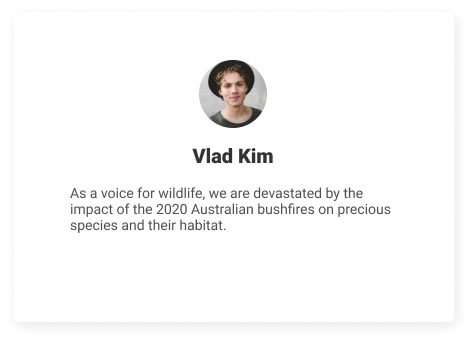 Vlad Kim
As a voice for wildlife, we are devastated by the
impact of the 2020 Australian bushfires on precious
species and their habitat.